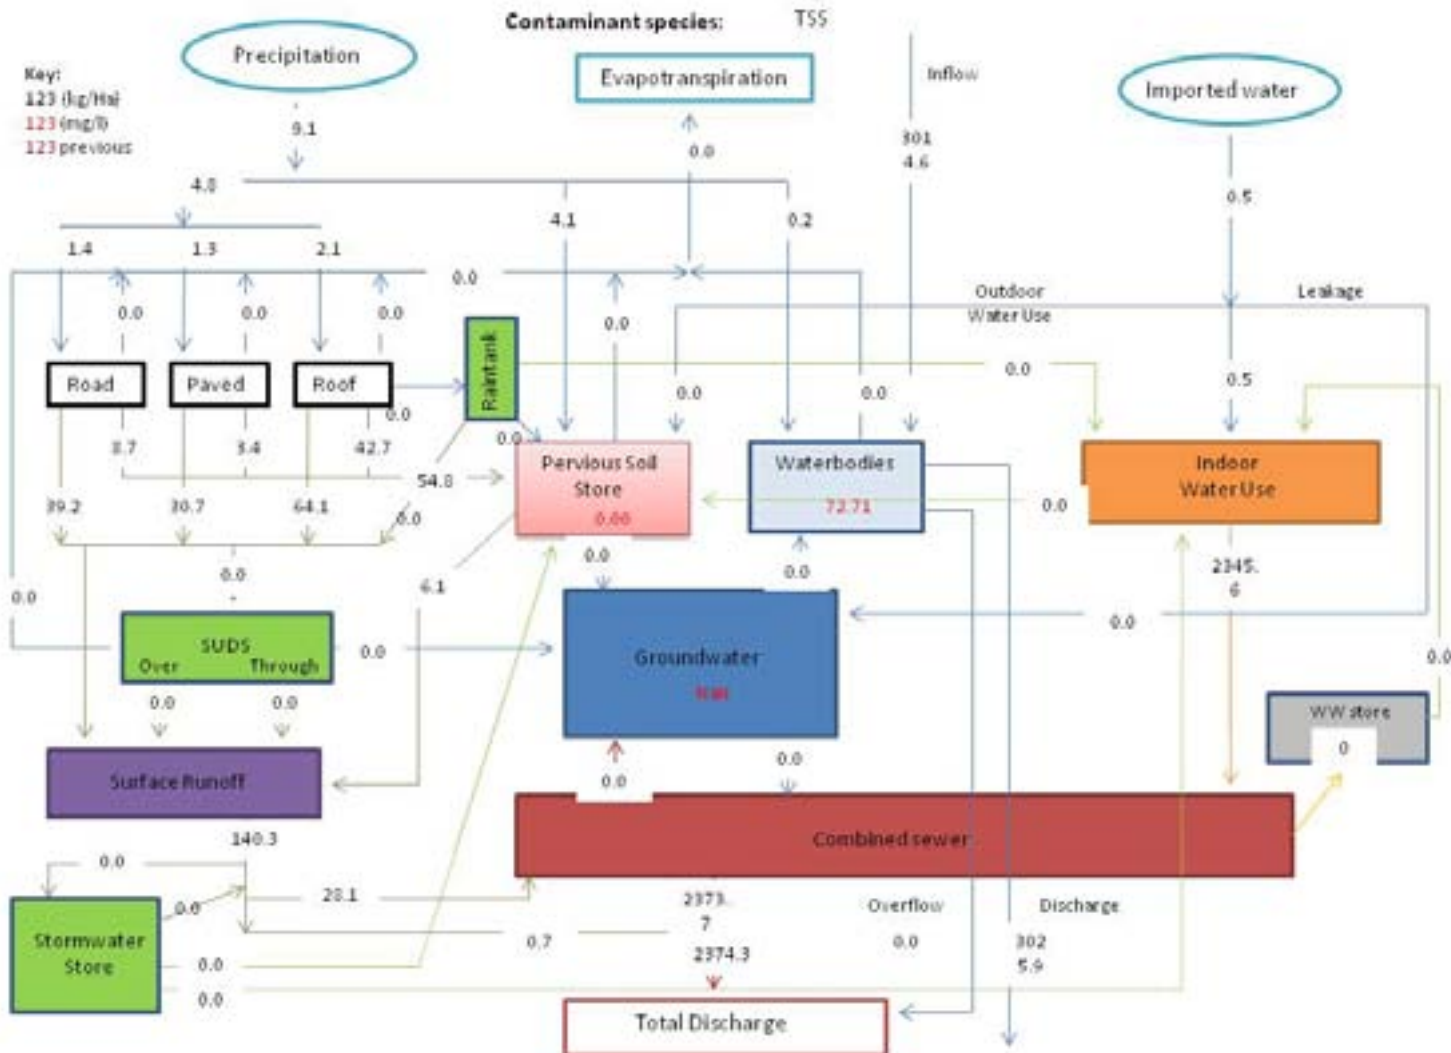 Contaminant species: TSS
Precipitation
Evapotranspiration
Inflow
Imported water
Key:
123 (kg/Ha)
123 (mg/l)
123 previous
9.1
0.0
301
4.6
4.8
4.1
0.2
0.5
1.4
1.3
2.1
0.0
Outdoor
Water Use
Leakage
0.0
0.0
0.0
0.0
Road
Paved
Roof
Raintank
0.0
0.0
0.0
0.0
0.5
8.7
3.4
42.7
0.0
54.8
Pervious Soil
Store
0.00
Waterbodies
72.71
Indoor
Water Use
39.2
30.7
64.1
0.0
0.0
0.0
0.0
0.0
2345.
6
0.0
6.1
0.0
SUDS
Over
Through
0.0
Groundwater
NaN
0.0
0.0
0.0
0.0
WW store
0
Surface Runoff
0.0
0.0
140.3
Combined sewer
0.0
28.1
0.0
2373.
7
Overflow
Discharge
Stormwater
Store
0.7
0.0
302
5.9
0.0
2374.3
0.0
Total Discharge